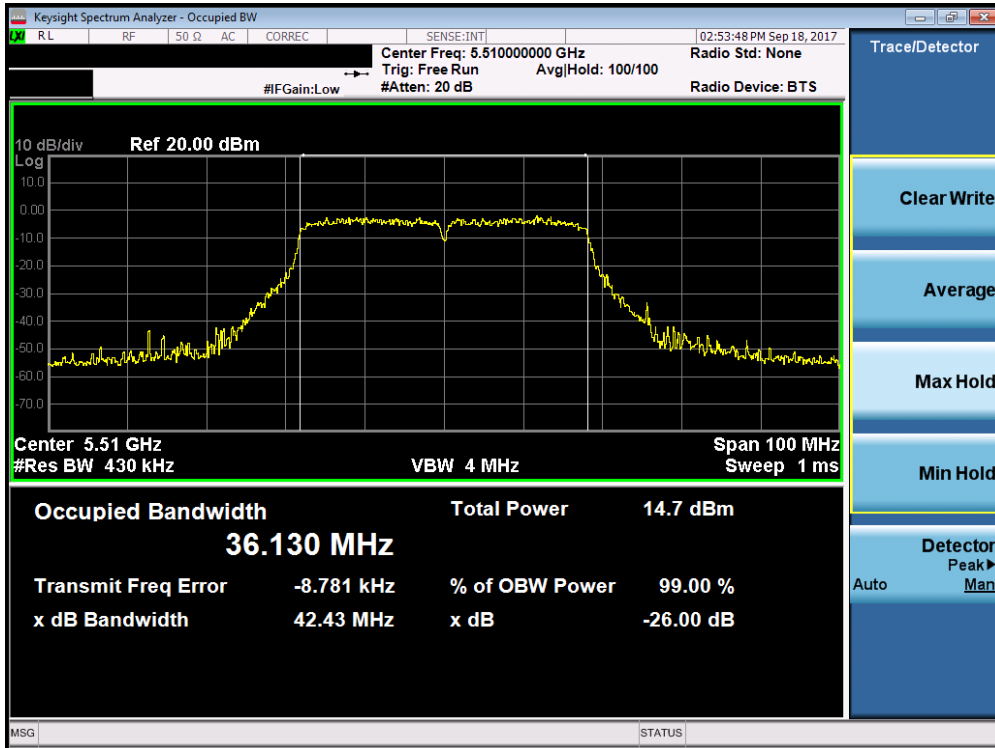 Keysight Spectrum Analyzer - Occupied BW
LXI RL RF 50 Ω AC CORREC SENSE:INT 02:53:48 PM Sep 18, 2017
Center Freq: 5.510000000 GHz Radio Std: None
Trig: Free Run Avg|Hold: 100/100
#IFGain:Low #Atten: 20 dB Radio Device: BTS
Trace/Detector
10 dB/div Ref 20.00 dBm
Log
10.0
0.00
-10.0
-20.0
-30.0
-40.0
-50.0
-60.0
-70.0
Center 5.51 GHz Span 100 MHz
#Res BW 430 kHz VBW 4 MHz Sweep 1 ms
Occupied Bandwidth Total Power 14.7 dBm
36.130 MHz
Transmit Freq Error -8.781 kHz % of OBW Power 99.00 %
x dB Bandwidth 42.43 MHz x dB -26.00 dB
Clear Write
Average
Max Hold
Min Hold
Detector
Peak▶
Auto Man
MSG STATUS